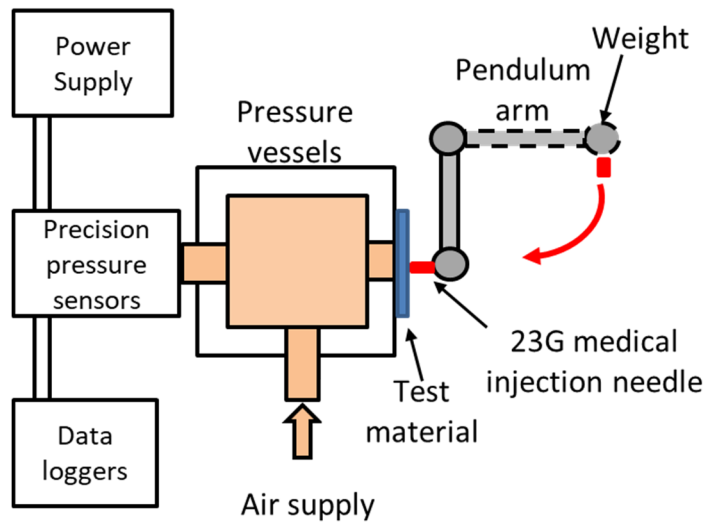 Power
Supply
Precision
pressure
sensors
Data
loggers
Pressure
vessels
Air supply
Test
material
Pendulum
arm
Weight
23G medical
injection needle